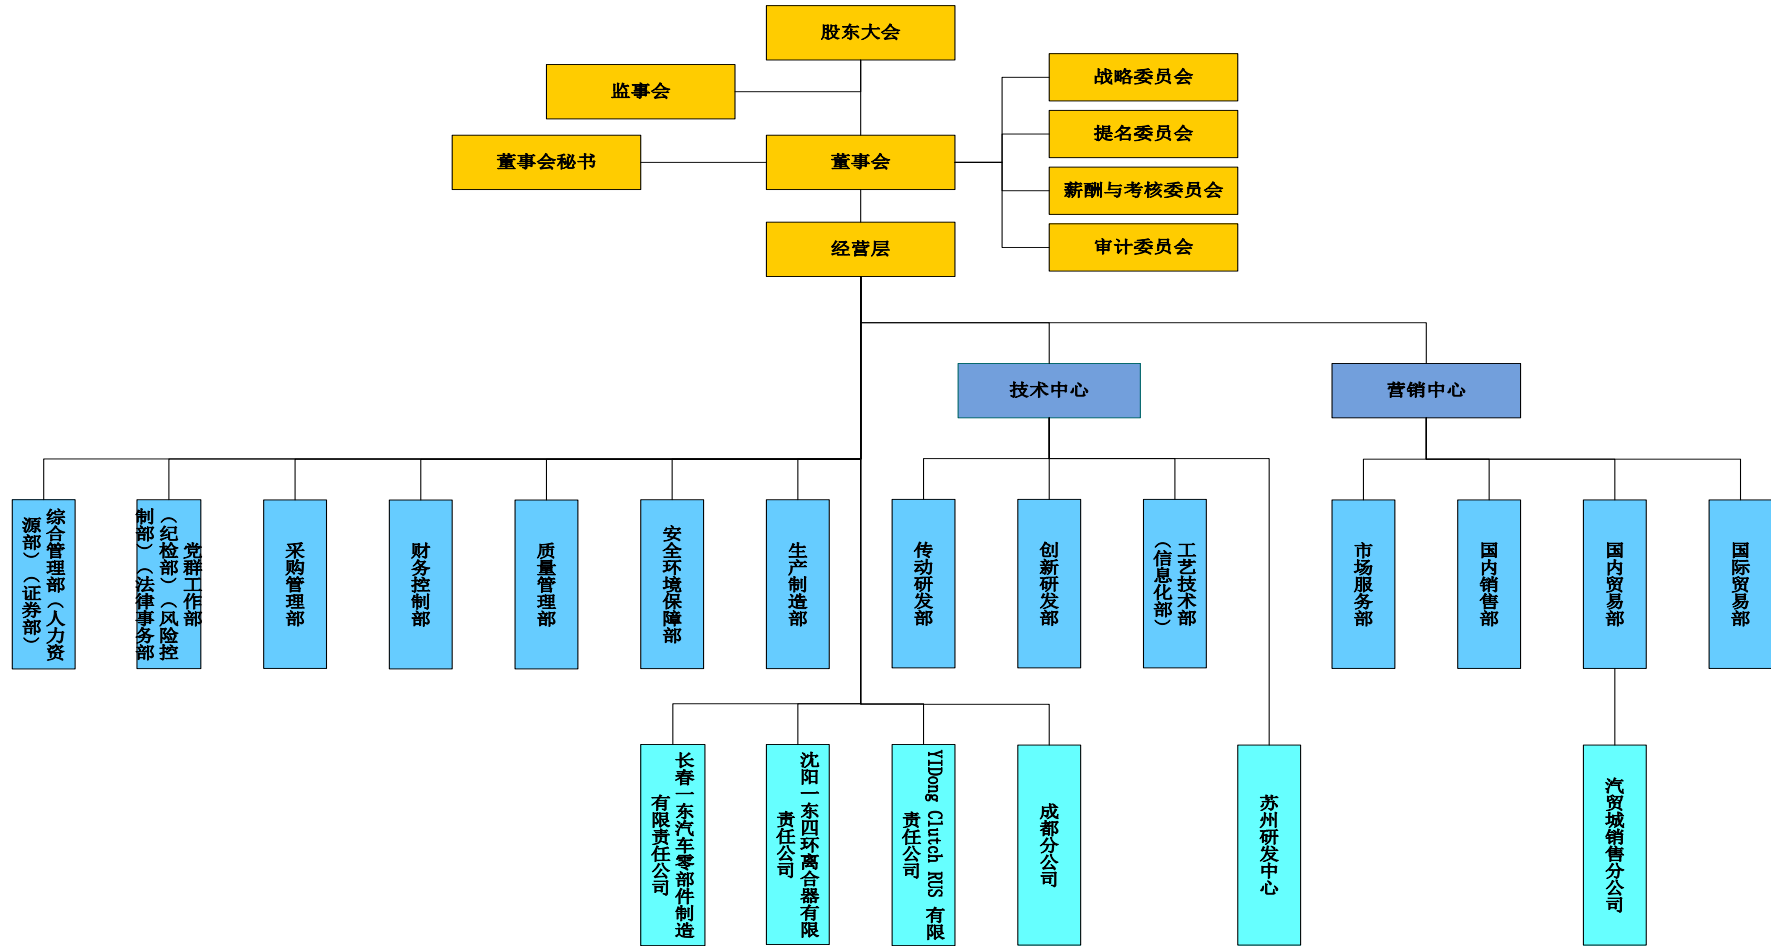 股东大会
监事会
战略委员会
提名委员会
董事会秘书
董事会
薪酬与考核委员会
审计委员会
经营层
技术中心
营销中心
综合管理部（人力资
源部）（证券部）
党群工作部
（纪检部）（风险控
制部）（法律事务部
采购管理部
财务控制部
质量管理部
安全环境保障部
生产制造部
传动研发部
创新研发部
工艺技术部
（信息化部）
市场服务部
国内销售部
国内贸易部
国际贸易部
长春一东汽车零部件制造
有限责任公司
沈阳一东四环离合器有限
责任公司
YIDong Clutch RUS 有限
责任公司
成都分公司
苏州研发中心
汽贸城销售分公司